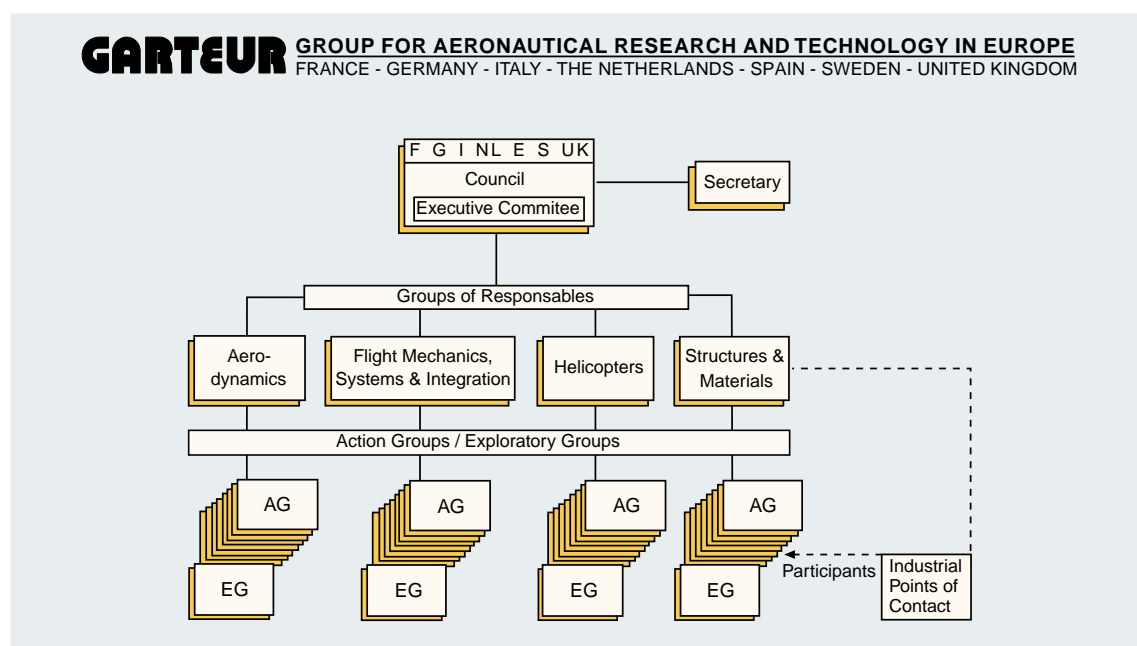 GARTEUR
GROUP FOR AERONAUTICAL RESEARCH AND TECHNOLOGY IN EUROPE
FRANCE - GERMANY - ITALY - THE NETHERLANDS - SPAIN - SWEDEN - UNITED KINGDOM
F G I NL E S UK
Council
Executive Commitee
Secretary
Groups of Responsables
Aero-
dynamics
Flight Mechanics,
Systems & Integration
Helicopters
Structures &
Materials
Action Groups / Exploratory Groups
AG
AG
AG
AG
EG
EG
EG
EG
Participants
Industrial
Points of
Contact